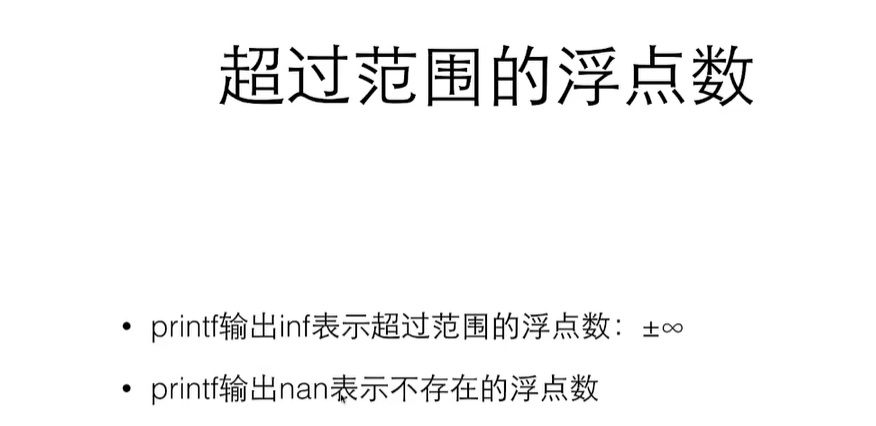 超过范围的浮点数
• printf输出inf表示超过范围的浮点数：±∞
• printf输出nan表示不存在的浮点数